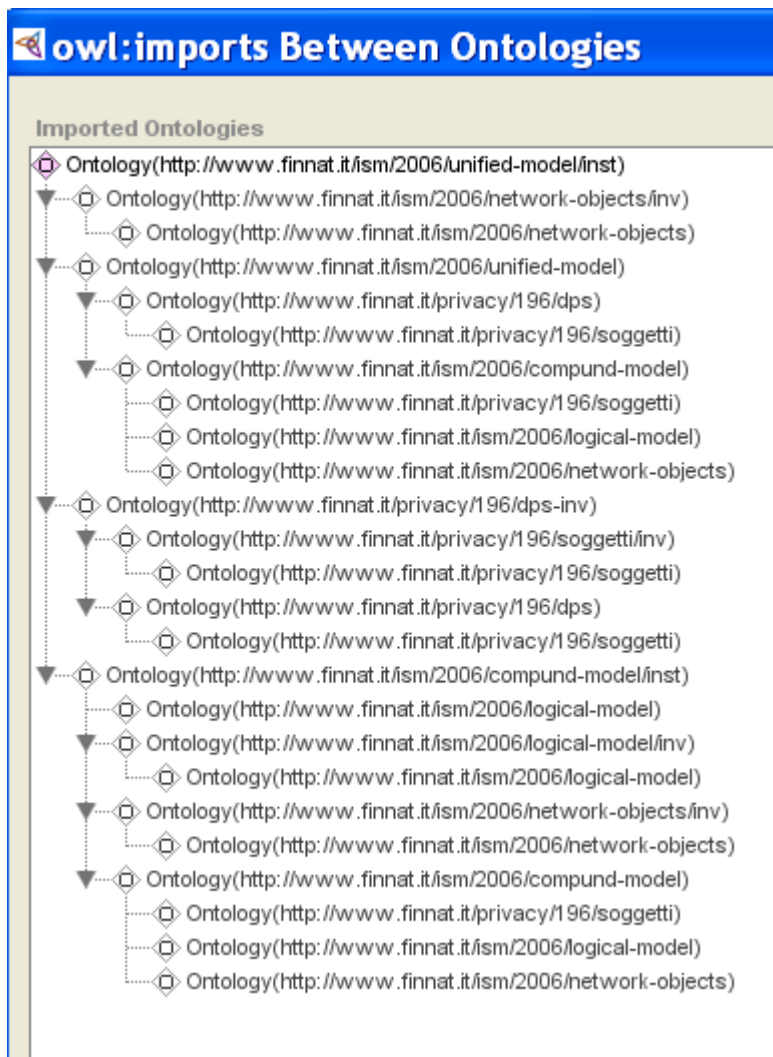 owl:imports Between Ontologies
Imported Ontologies
Ontology(http://www.finnat.it/ism/2006/unified-model/inst)
Ontology(http://www.finnat.it/ism/2006/network-objects/inv)
Ontology(http://www.finnat.it/ism/2006/network-objects)
Ontology(http://www.finnat.it/ism/2006/unified-model)
Ontology(http://www.finnat.it/privacy/196/dps)
Ontology(http://www.finnat.it/privacy/196/soggetti)
Ontology(http://www.finnat.it/ism/2006/compund-model)
Ontology(http://www.finnat.it/privacy/196/soggetti)
Ontology(http://www.finnat.it/ism/2006/logical-model)
Ontology(http://www.finnat.it/ism/2006/network-objects)
Ontology(http://www.finnat.it/privacy/196/dps-inv)
Ontology(http://www.finnat.it/privacy/196/soggetti/inv)
Ontology(http://www.finnat.it/privacy/196/soggetti)
Ontology(http://www.finnat.it/privacy/196/dps)
Ontology(http://www.finnat.it/privacy/196/soggetti)
Ontology(http://www.finnat.it/ism/2006/compund-model/inst)
Ontology(http://www.finnat.it/ism/2006/logical-model)
Ontology(http://www.finnat.it/ism/2006/logical-model/inv)
Ontology(http://www.finnat.it/ism/2006/logical-model)
Ontology(http://www.finnat.it/ism/2006/network-objects/inv)
Ontology(http://www.finnat.it/ism/2006/network-objects)
Ontology(http://www.finnat.it/ism/2006/compund-model)
Ontology(http://www.finnat.it/privacy/196/soggetti)
Ontology(http://www.finnat.it/ism/2006/logical-model)
Ontology(http://www.finnat.it/ism/2006/network-objects)